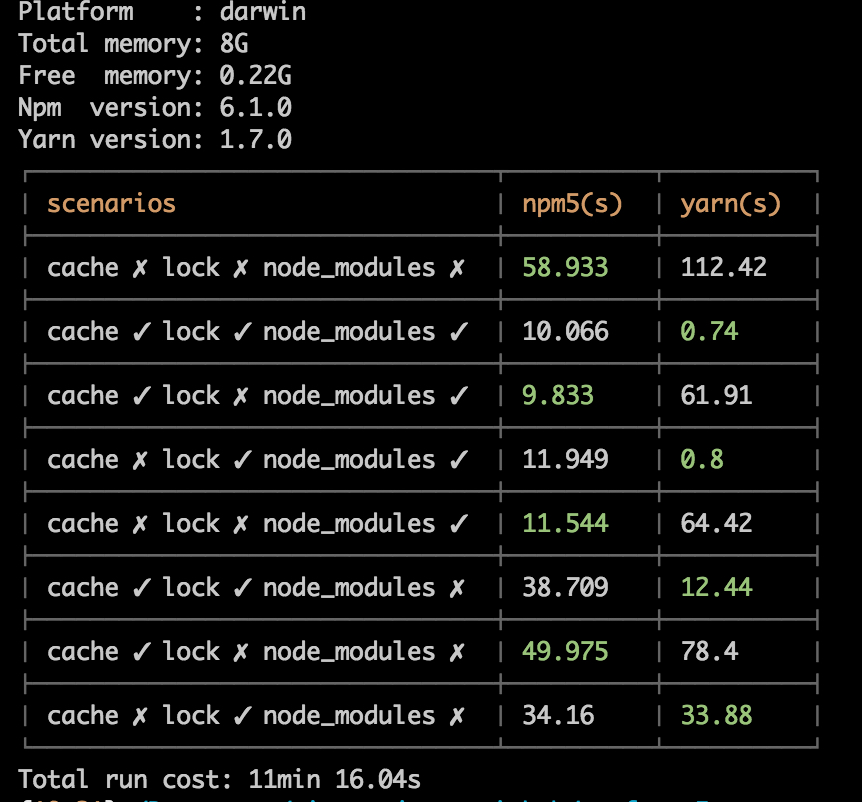 Platform    : darwin
Total memory: 8G
Free  memory: 0.22G
Npm  version: 6.1.0
Yarn version: 1.7.0
scenarios npm5(s) yarn(s)
cache ✗ lock ✗ node_modules ✗ 58.933 112.42
cache ✓ lock ✓ node_modules ✓ 10.066 0.74
cache ✓ lock ✗ node_modules ✓ 9.833 61.91
cache ✗ lock ✓ node_modules ✓ 11.949 0.8
cache ✗ lock ✗ node_modules ✓ 11.544 64.42
cache ✓ lock ✓ node_modules ✗ 38.709 12.44
cache ✓ lock ✗ node_modules ✗ 49.975 78.4
cache ✗ lock ✓ node_modules ✗ 34.16 33.88
Total run cost: 11min 16.04s